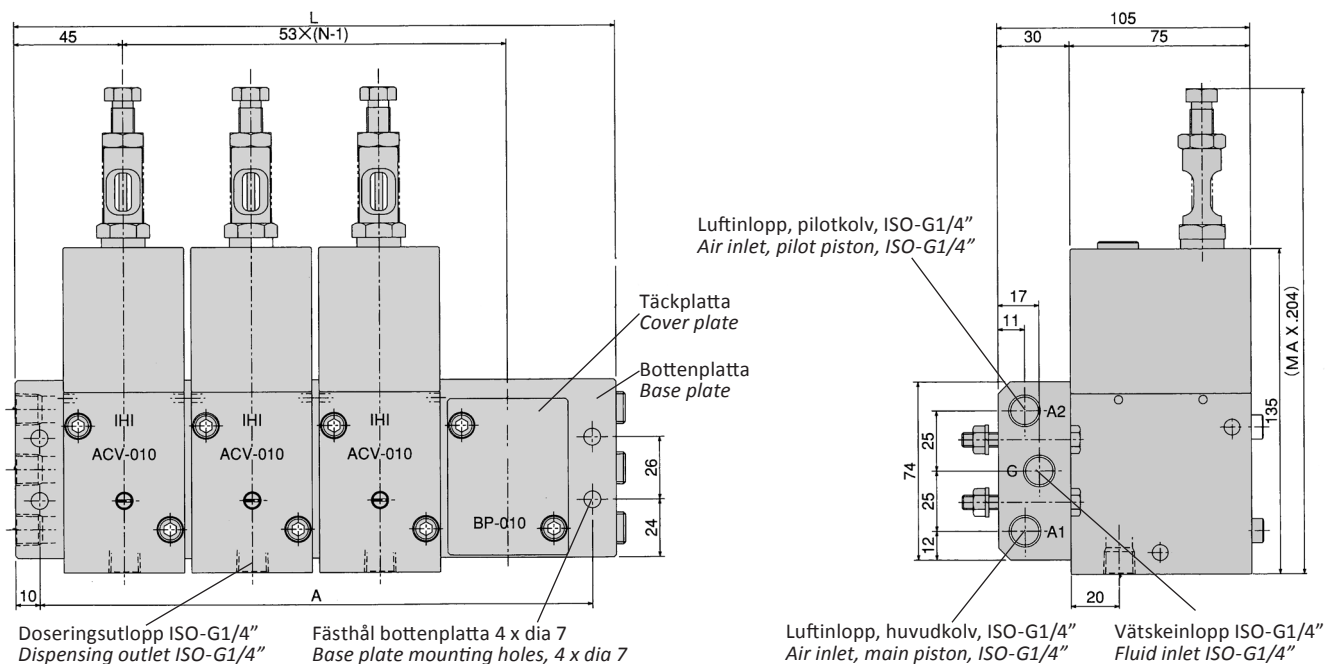 L
45
53×(N-1)
105
30
75
Luftinlopp, pilotkolv, ISO-G1/4”
Air inlet, pilot piston, ISO-G1/4”
Täckplatta
Cover plate
17
11
Bottenplatta
Base plate
(MAX.204)
135
IHI
ACV-010
IHI
ACV-010
IHI
ACV-010
BP-010
26
24
74
25
25
12
A2
G
A1
20
10
A
Doseringsutlopp ISO-G1/4”
Dispensing outlet ISO-G1/4”
Fästhål bottenplatta 4 x dia 7
Base plate mounting holes, 4 x dia 7
Luftinlopp, huvudkolv, ISO-G1/4”
Air inlet, main piston, ISO-G1/4”
Vätskeinlopp ISO-G1/4”
Fluid inlet ISO-G1/4”